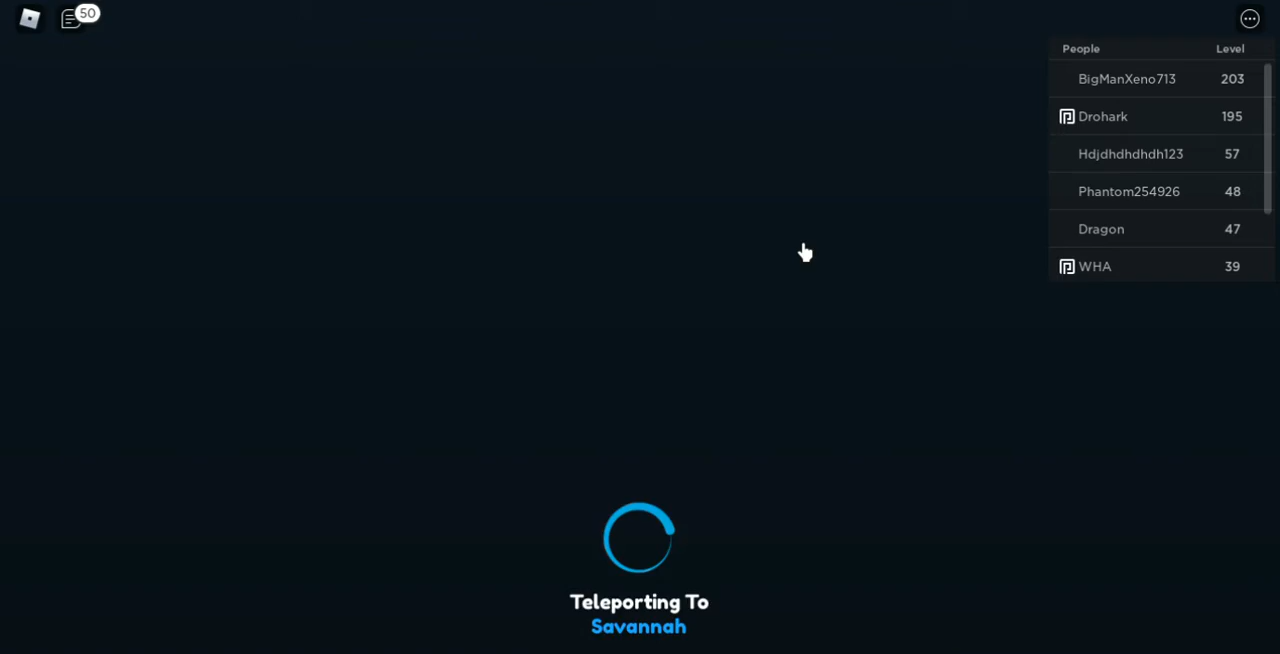 50
People Level
BigManXeno713 203
Drohark 195
Hdjdhdhdhdh123 57
Phantom254926 48
Dragon 47
WHA 39
Teleporting To
Savannah